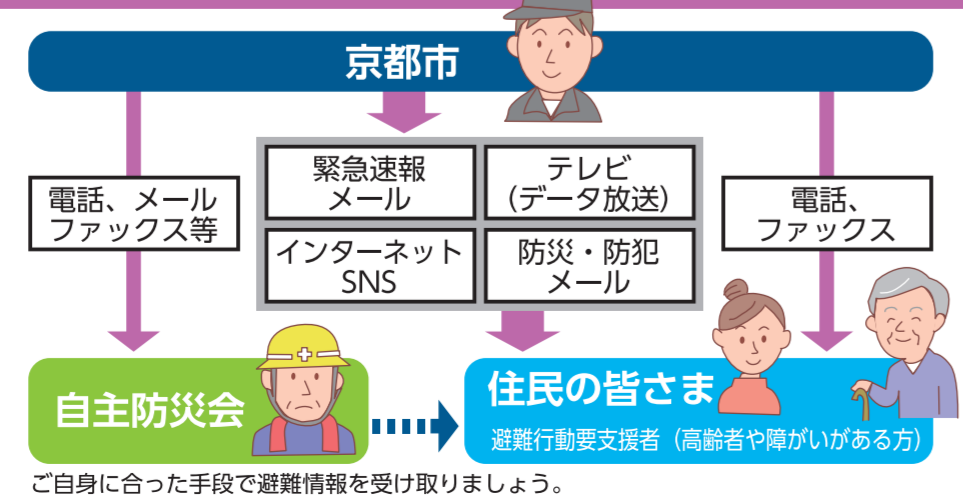 京都市
電話、メール
ファックス等
緊急速報
メール
テレビ
(データ放送)
インターネット
SNS
防災・防犯
メール
電話、
ファックス
自主防災会
住民の皆さま
避難行動要支援者（高齢者や障がいがある方）
ご自身に合った手段で避難情報を受け取りましょう。